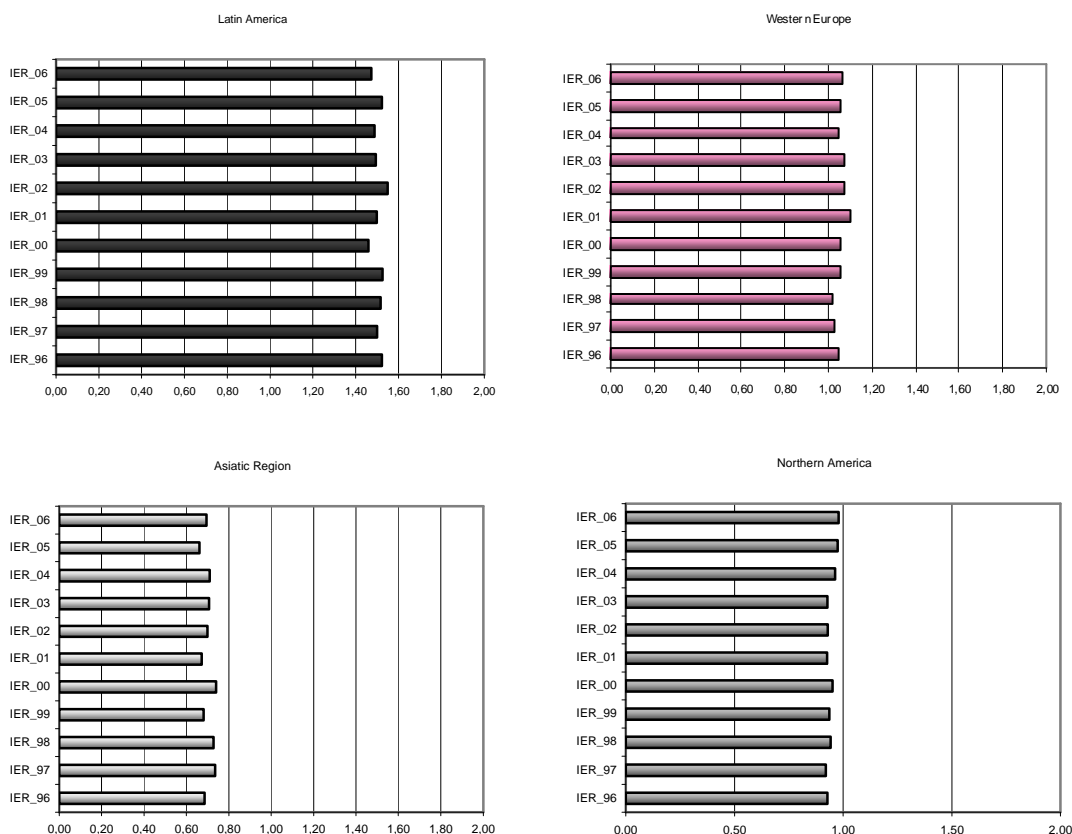 Latin America
IER_06
IER_05
IER_04
IER_03
IER_02
IER_01
IER_00
IER_99
IER_98
IER_97
IER_96
0,00 0,20 0,40 0,60 0,80 1,00 1,20 1,40 1,60 1,80 2,00
Western Europe
IER_06
IER_05
IER_04
IER_03
IER_02
IER_01
IER_00
IER_99
IER_98
IER_97
IER_96
0,00 0,20 0,40 0,60 0,80 1,00 1,20 1,40 1,60 1,80 2,00
Asiatic Region
IER_06
IER_05
IER_04
IER_03
IER_02
IER_01
IER_00
IER_99
IER_98
IER_97
IER_96
0,00 0,20 0,40 0,60 0,80 1,00 1,20 1,40 1,60 1,80 2,00
Northern America
IER_06
IER_05
IER_04
IER_03
IER_02
IER_01
IER_00
IER_99
IER_98
IER_97
IER_96
0.00 0.50 1.00 1.50 2.00